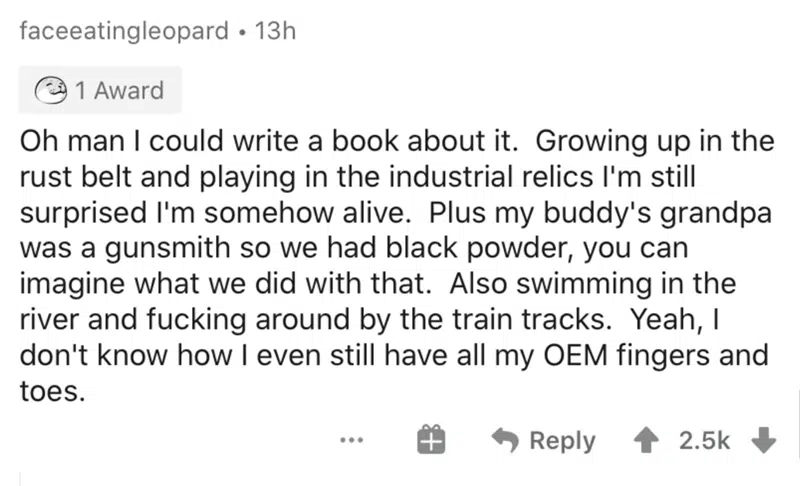 faceeatingleopard • 13h
1 Award
Oh man I could write a book about it.  Growing up in the
rust belt and playing in the industrial relics I'm still
surprised I'm somehow alive.  Plus my buddy's grandpa
was a gunsmith so we had black powder, you can
imagine what we did with that.  Also swimming in the
river and fucking around by the train tracks.  Yeah, I
don't know how I even still have all my OEM fingers and
toes.
... Reply 2.5k